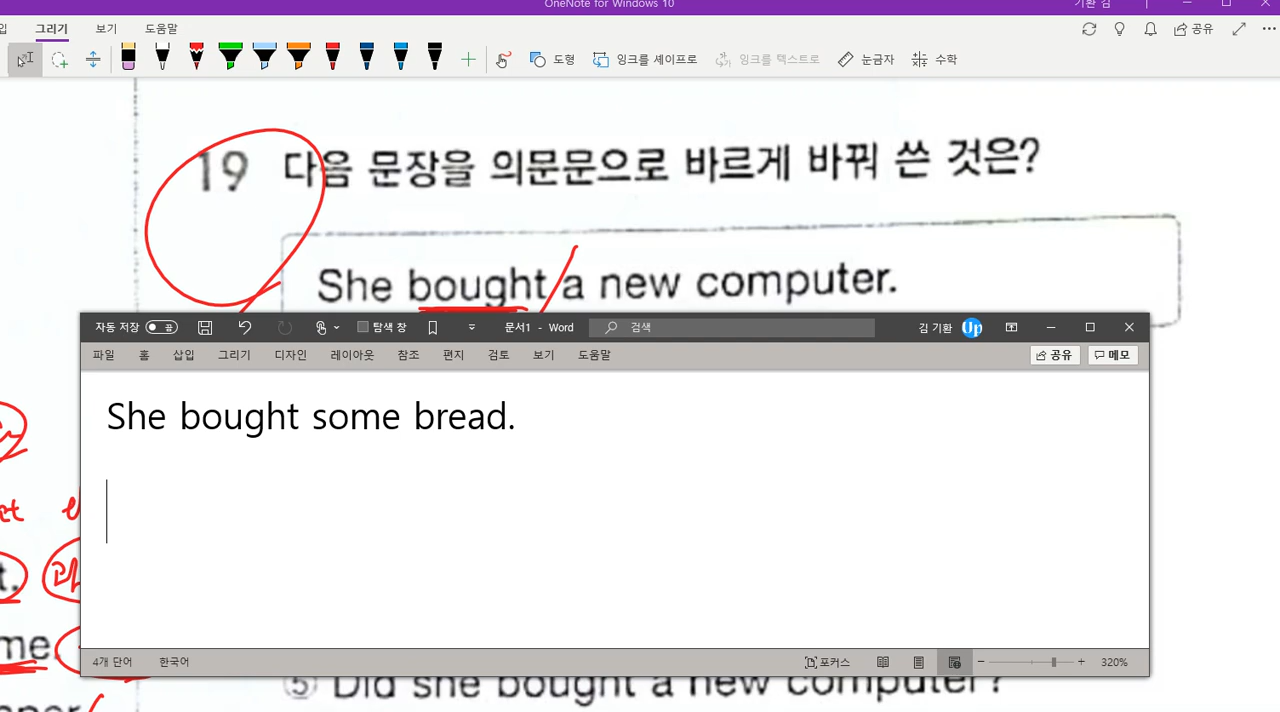 OneNote for Windows 10
기환 김
그리기 보기 도움말
공유
도형 잉크를 셰이프로 잉크를 텍스트로 눈금자 수학
19 다음 문장을 의문문으로 바르게 바꿔 쓴 것은?
She bought a new computer.
자동 저장 문서1 - Word 검색 김 기환
파일 홈 삽입 그리기 디자인 레이아웃 참조 편지 검토 보기 도움말 공유 메모
She bought some bread.
4개 단어 한국어 포커스 320%
⑤ Did she bought a new computer?